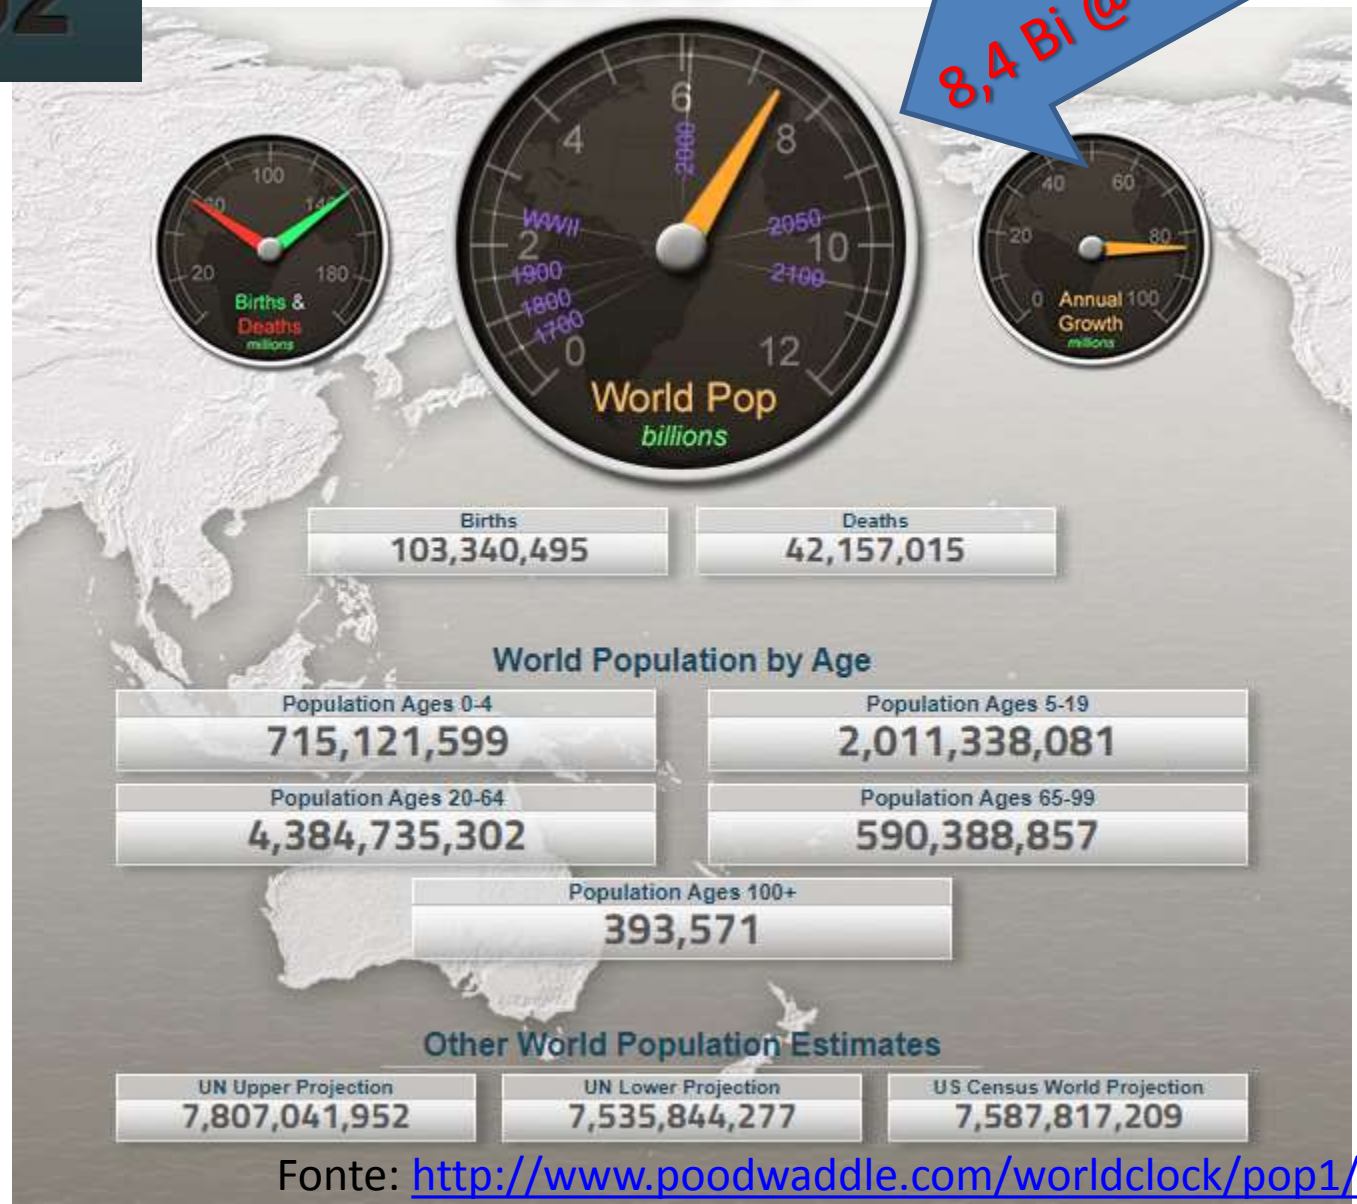 8,4 Bi @
6
4
8
2000
WWII
2050
2
10
1900
2100
1800
1700
0
12
World Pop
billions
100
140
20
180
Births &
Deaths
millions
40
60
20
80
0
100
Annual
Growth
millions
Births
103,340,495
Deaths
42,157,015
World Population by Age
Population Ages 0-4
715,121,599
Population Ages 5-19
2,011,338,081
Population Ages 20-64
4,384,735,302
Population Ages 65-99
590,388,857
Population Ages 100+
393,571
Other World Population Estimates
UN Upper Projection
7,807,041,952
UN Lower Projection
7,535,844,277
US Census World Projection
7,587,817,209
Fonte: http://www.poodwaddle.com/worldclock/pop1/